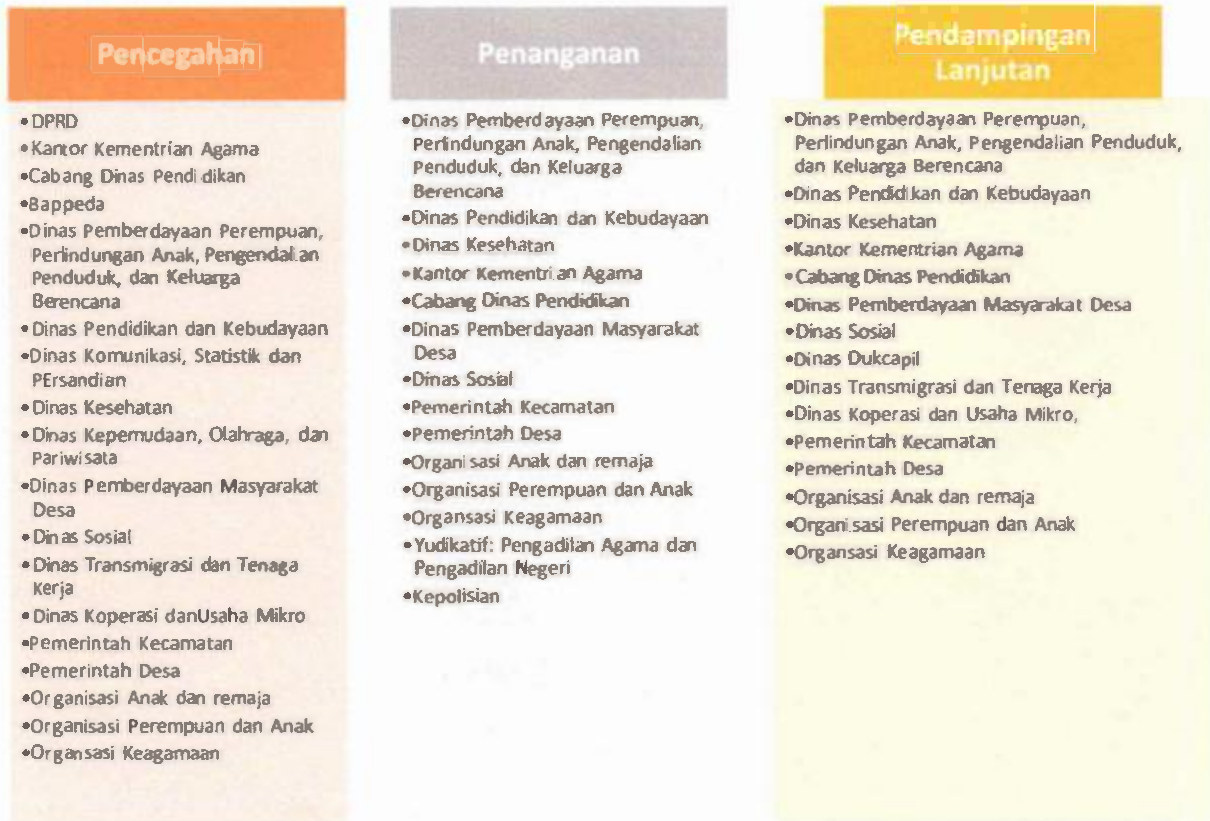 Pencegahan
• DPRD
• Kantor Kementrian Agama
•Cabang Dinas Pendidikan
•Bappeda
•Dinas Pemberdayaan Perempuan,
Perlindungan Anak, Pengendalian
Penduduk, dan Keluarga
Berencana
• Dinas Pendidikan dan Kebudayaan
•Dinas Komunikasi, Statistik dan
PErsandian
• Dinas Kesehatan
• Dinas Kepemudaan, Olahraga, dan
Pariwisata
•Dinas Pemberdayaan Masyarakat
Desa
• Dinas Sosial
• Dinas Transmigrasi dan Tenaga
Kerja
• Dinas Koperasi danUsaha Mikro
•Pemerintah Kecamatan
•Pemerintah Desa
•Organisasi Anak dan remaja
•Organisasi Perempuan dan Anak
•Organsasi Keagamaan
Penanganan
•Dinas Pemberdayaan Perempuan,
Perlindungan Anak, Pengendalian
Penduduk, dan Keluarga
Berencana
•Dinas Pendidikan dan Kebudayaan
•Dinas Kesehatan
•Kantor Kementrian Agama
•Cabang Dinas Pendidikan
•Dinas Pemberdayaan Masyarakat
Desa
•Dinas Sosial
•Pemerintah Kecamatan
•Pemerintah Desa
•Organisasi Anak dan remaja
•Organisasi Perempuan dan Anak
•Organsasi Keagamaan
•Yudikatif: Pengadilan Agama dan
Pengadilan Negeri
•Kepolisian
Pendampingan
Lanjutan
•Dinas Pemberdayaan Perempuan,
Perlindungan Anak, Pengendalian Penduduk,
dan Keluarga Berencana
•Dinas Pendidikan dan Kebudayaan
•Dinas Kesehatan
•Kantor Kementrian Agama
•Cabang Dinas Pendidikan
•Dinas Pemberdayaan Masyarakat Desa
•Dinas Sosial
•Dinas Dukcapil
•Dinas Transmigrasi dan Tenaga Kerja
•Dinas Koperasi dan Usaha Mikro,
•Pemerintah Kecamatan
•Pemerintah Desa
•Organisasi Anak dan remaja
•Organisasi Perempuan dan Anak
•Organsasi Keagamaan